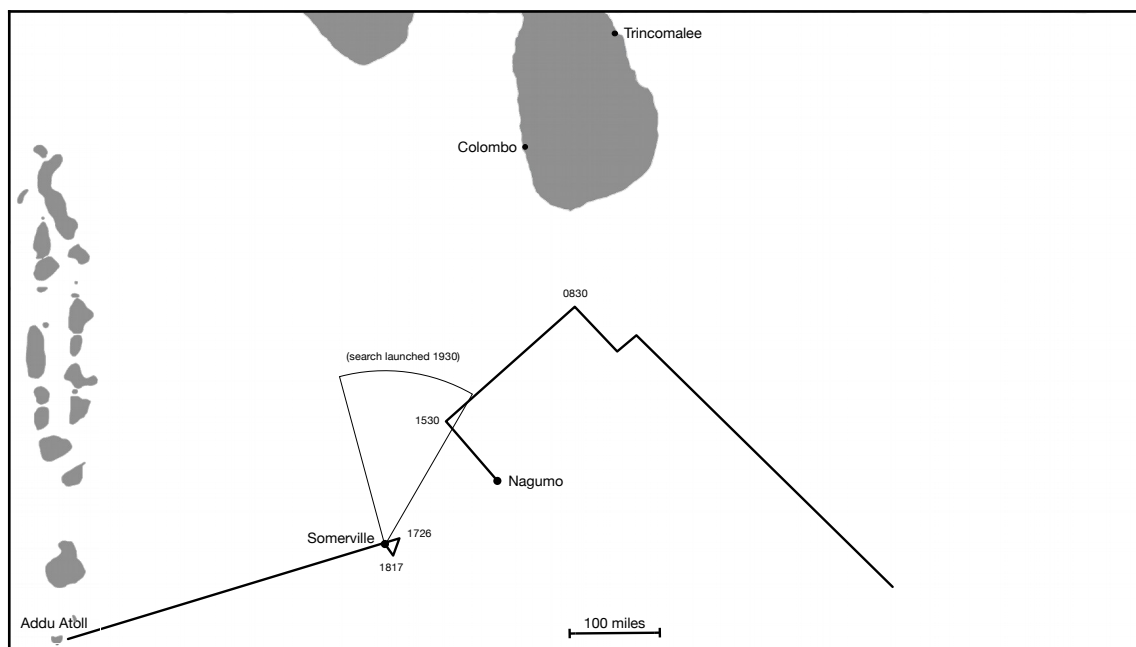 Trincomalee
Colombo
0830
(search launched 1930)
1530
Nagumo
Somerville
1726
1817
Addu Atoll
100 miles